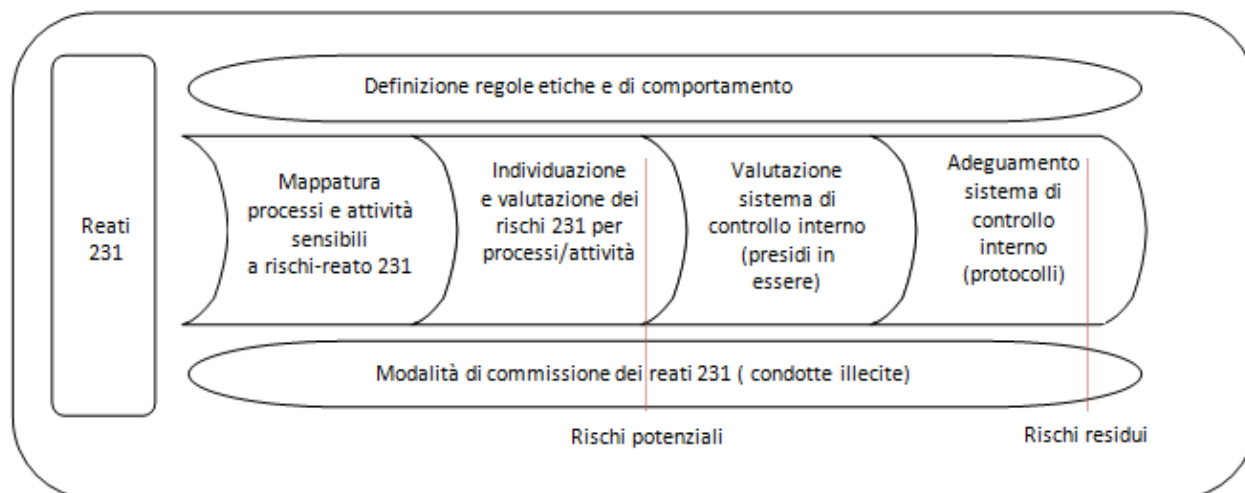 Definizione regole etiche e di comportamento
Reati
231
Mappatura
processi e attività
sensibili
a rischi-reato 231
Individuazione
e valutazione dei
rischi 231 per
processi/attività
Valutazione
sistema di
controllo interno
(presidi in
essere)
Adeguamento
sistema di
controllo
interno
(protocolli)
Modalità di commissione dei reati 231 ( condotte illecite)
Rischi potenziali
Rischi residui